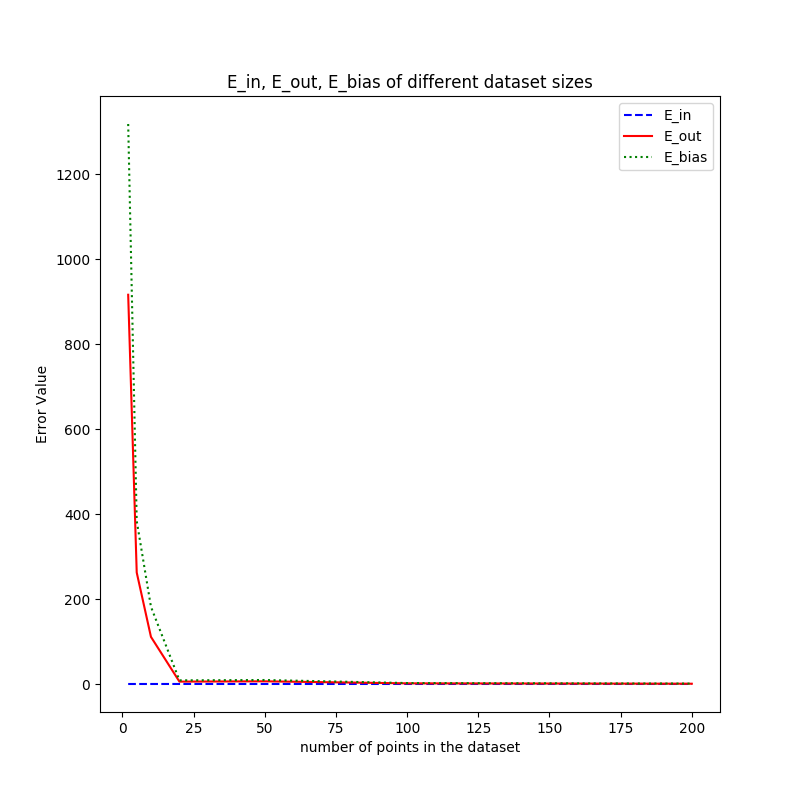 E_in, E_out, E_bias of different dataset sizes
E_in
E_out
E_bias
1200
1000
800
600
400
200
0
Error Value
0 25 50 75 100 125 150 175 200
number of points in the dataset